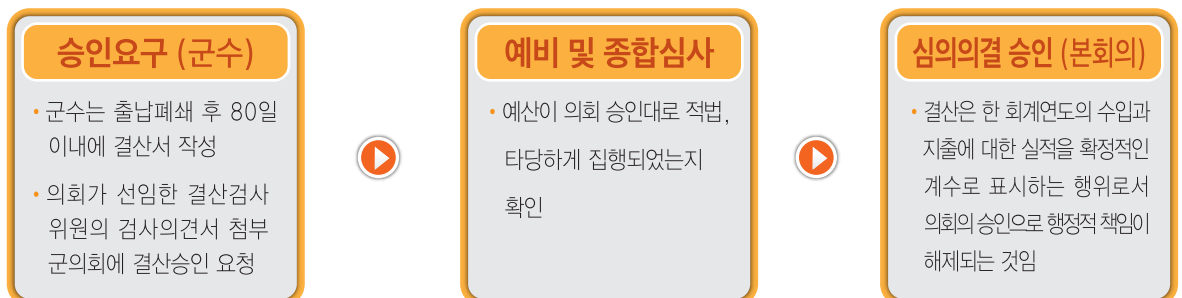 승인요구 (군수)
• 군수는 출납폐쇄 후 80일
이내에 결산서 작성
• 의회가 선임한 결산검사
위원의 검사의견서 첨부
군의회에 결산승인 요청
예비 및 종합심사
• 예산이 의회 승인대로 적법,
타당하게 집행되었는지
확인
심의의결 승인 (본회의)
• 결산은 한 회계연도의 수입과
지출에 대한 실적을 확정적인
계수로 표시하는 행위로서
의회의 승인으로 행정적 책임이
해제되는 것임